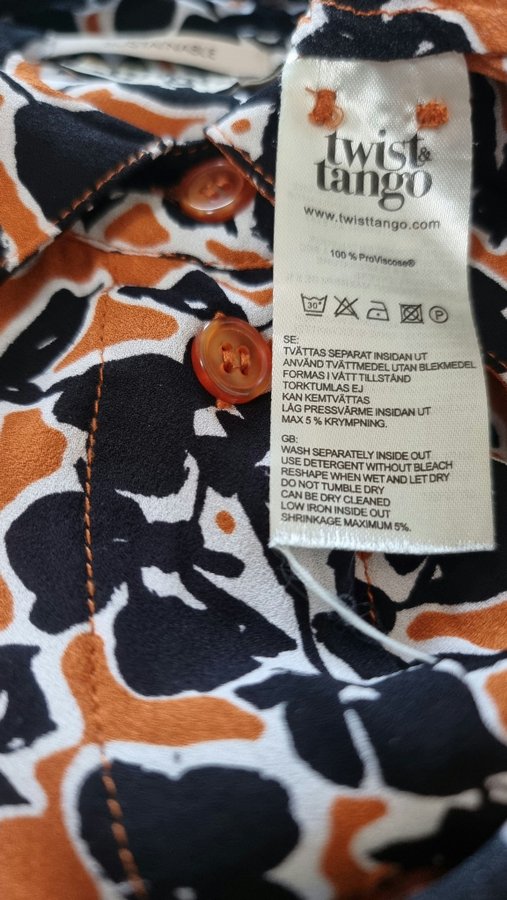 SUSTAINABLE
twist &
tango
www.twisttango.com
100 % ProViscose®
30°
P
SE:
TVÄTTAS SEPARAT INSIDAN UT
ANVÄND TVÄTTMEDEL UTAN BLEKMEDEL
FORMAS I VÅTT TILLSTÅND
TORKTUMLAS EJ
KAN KEMTVÄTTAS
LÅG PRESSVÄRME INSIDAN UT
MAX 5 % KRYMPNING.
GB:
WASH SEPARATELY INSIDE OUT
USE DETERGENT WITHOUT BLEACH
RESHAPE WHEN WET AND LET DRY
DO NOT TUMBLE DRY
CAN BE DRY CLEANED
LOW IRON INSIDE OUT
SHRINKAGE MAXIMUM 5%.